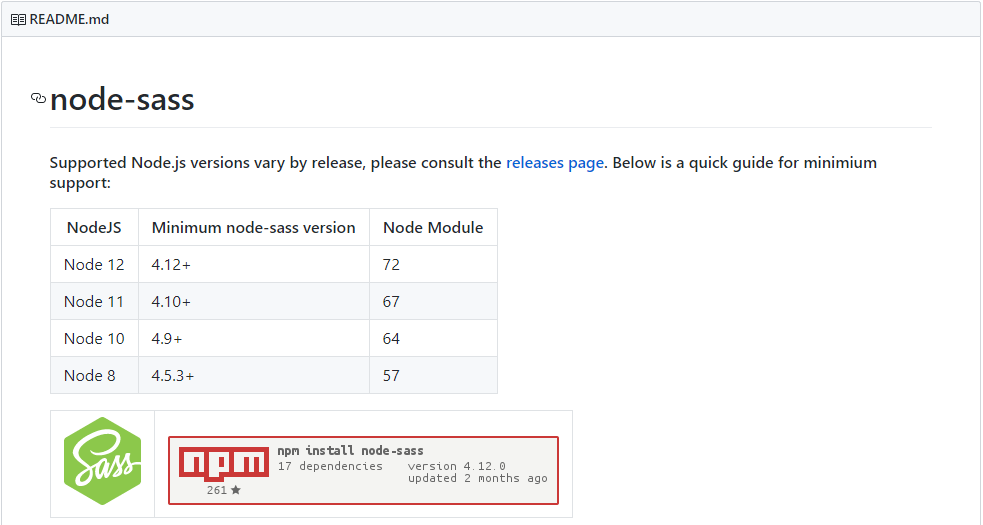 README.md
node-sass
Supported Node.js versions vary by release, please consult the releases page. Below is a quick guide for minimium
support:
NodeJS Minimum node-sass version Node Module
Node 12 4.12+ 72
Node 11 4.10+ 67
Node 10 4.9+ 64
Node 8 4.5.3+ 57
Sass
npm
npm install node-sass
17 dependencies version 4.12.0
updated 2 months ago
261 ★